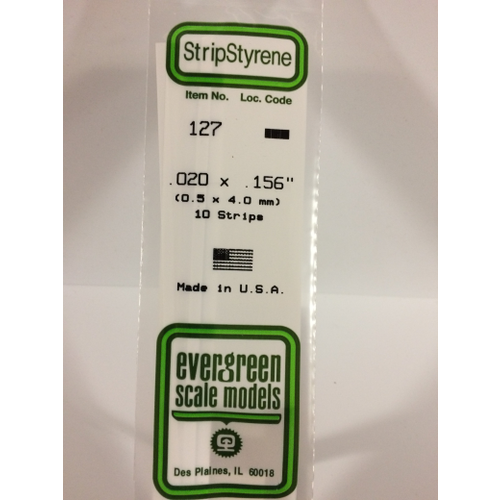 StripStyrene
Item No. Loc. Code
127
.020 x .156"
(0.5 x 4.0 mm)
10 Strips
Made in U.S.A.
evergreen
scale models
Des Plaines, IL 60018